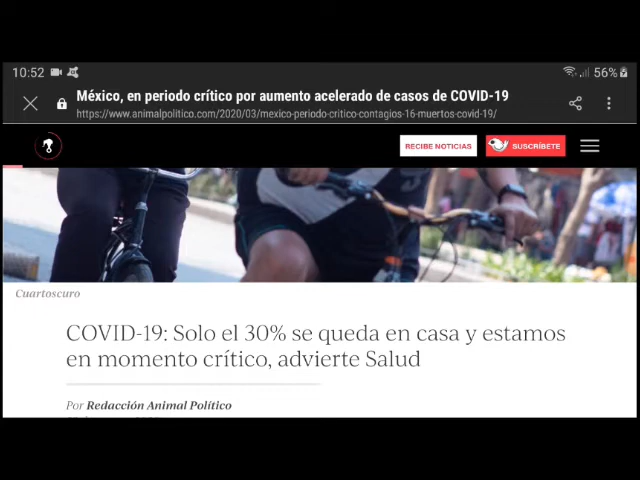 10:52
56%
México, en periodo crítico por aumento acelerado de casos de COVID-19
https://www.animalpolitico.com/2020/03/mexico-periodo-critico-contagios-16-muertos-covid-19/
RECIBE NOTICIAS
SUSCRÍBETE
Cuartoscuro
COVID-19: Solo el 30% se queda en casa y estamos
en momento crítico, advierte Salud
Por Redacción Animal Político